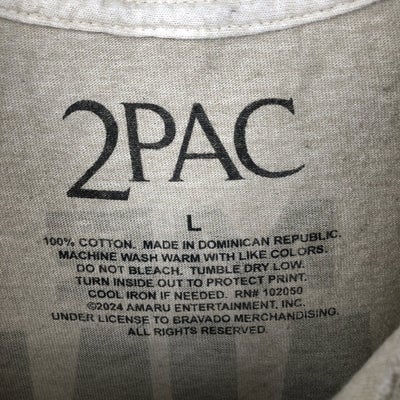 2PAC
L
100% COTTON. MADE IN DOMINICAN REPUBLIC.
MACHINE WASH WARM WITH LIKE COLORS.
DO NOT BLEACH. TUMBLE DRY LOW.
TURN INSIDE OUT TO PROTECT PRINT.
COOL IRON IF NEEDED. RN# 102050
©2024 AMARU ENTERTAINMENT, INC.
UNDER LICENSE TO BRAVADO MERCHANDISING.
ALL RIGHTS RESERVED.